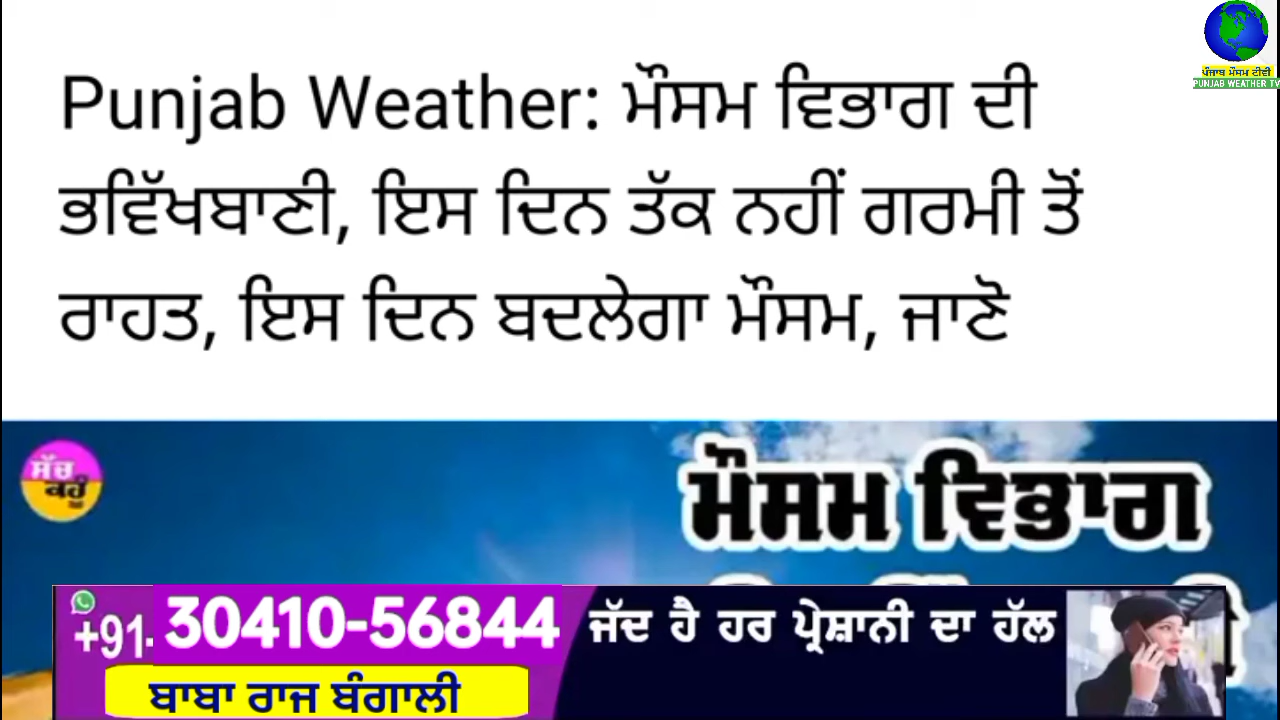 ਪੰਜਾਬ ਮੌਸਮ ਟੀਵੀ
PUNJAB WEATHER TV
Punjab Weather: ਮੌਸਮ ਵਿਭਾਗ ਦੀ
ਭਵਿੱਖਬਾਣੀ, ਇਸ ਦਿਨ ਤੱਕ ਨਹੀਂ ਗਰਮੀ ਤੋਂ
ਰਾਹਤ, ਇਸ ਦਿਨ ਬਦਲੇਗਾ ਮੌਸਮ, ਜਾਣੋ
ਸੱਚ
ਕਹੂੰ
ਮੌਸਮ ਵਿਭਾਗ
+91. 30410-56844
ਜੱਦ ਹੈ ਹਰ ਪ੍ਰੇਸ਼ਾਨੀ ਦਾ ਹੱਲ
ਬਾਬਾ ਰਾਜ ਬੰਗਾਲੀ